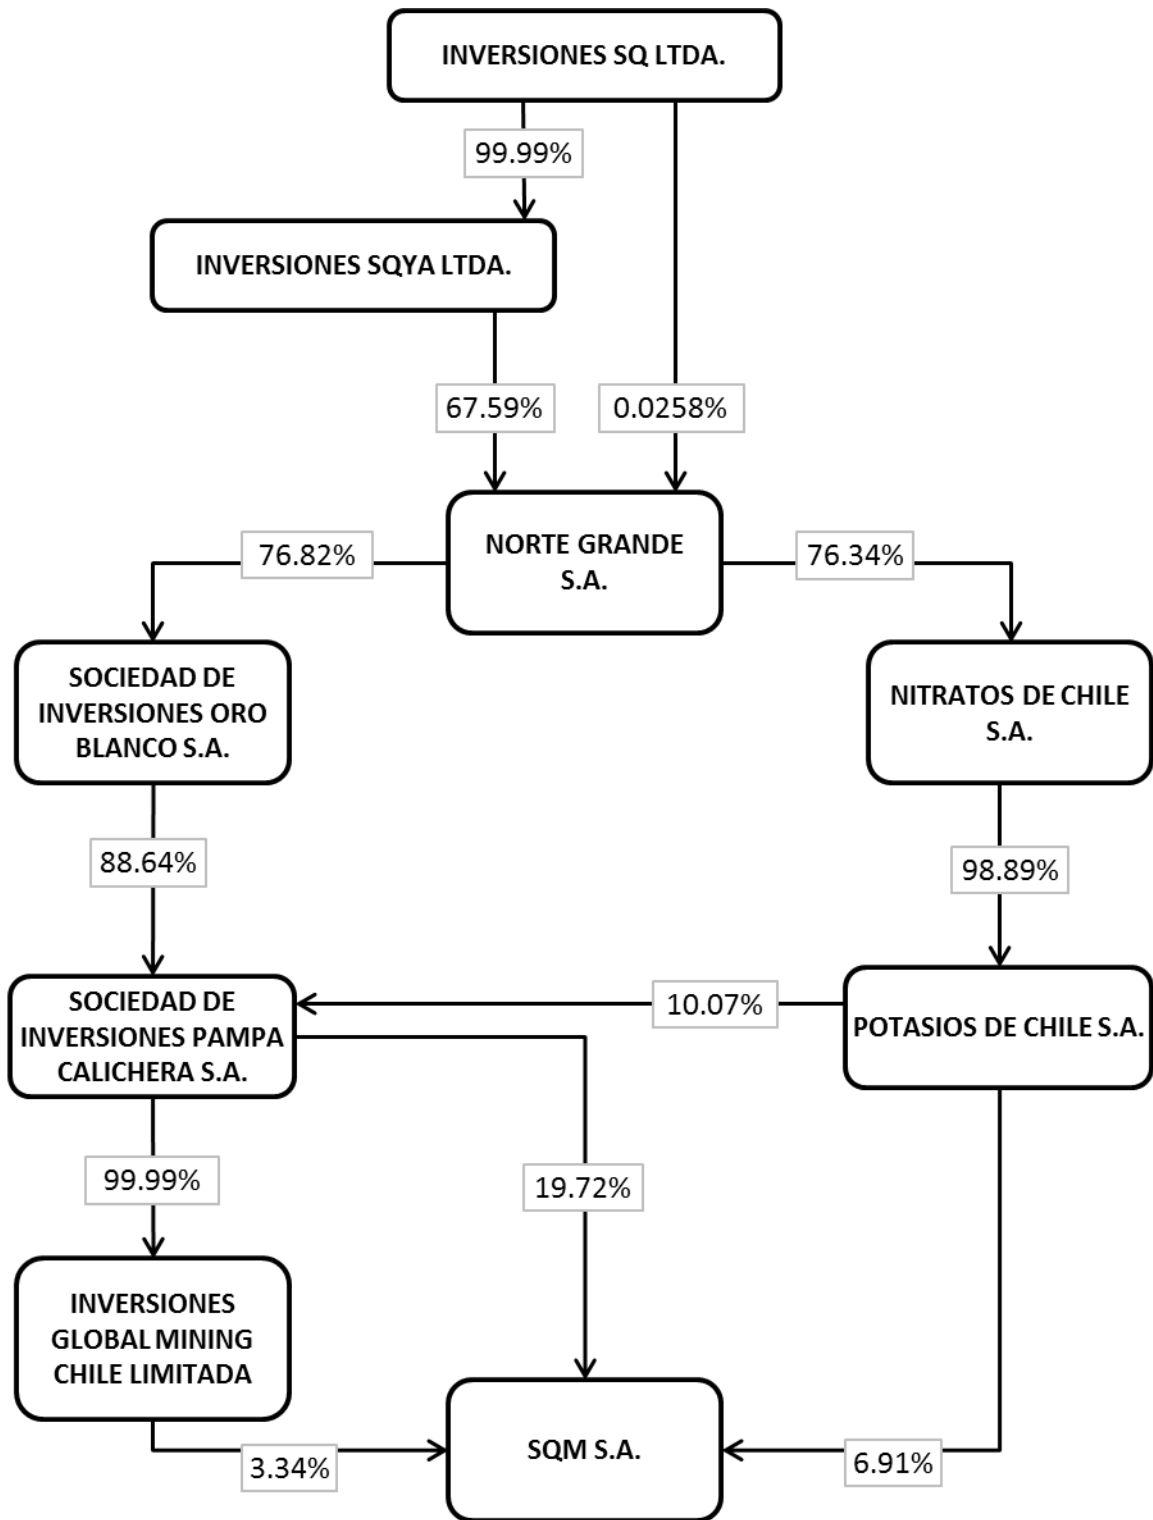 INVERSIONES SQ LTDA.
99.99%
INVERSIONES SQYA LTDA.
67.59%
0.0258%
NORTE GRANDE
S.A.
76.82%
76.34%
SOCIEDAD DE
INVERSIONES ORO
BLANCO S.A.
NITRATOS DE CHILE
S.A.
88.64%
98.89%
SOCIEDAD DE
INVERSIONES PAMPA
CALICHERA S.A.
10.07%
POTASIOS DE CHILE S.A.
99.99%
19.72%
INVERSIONES
GLOBAL MINING
CHILE LIMITADA
3.34%
SQM S.A.
6.91%